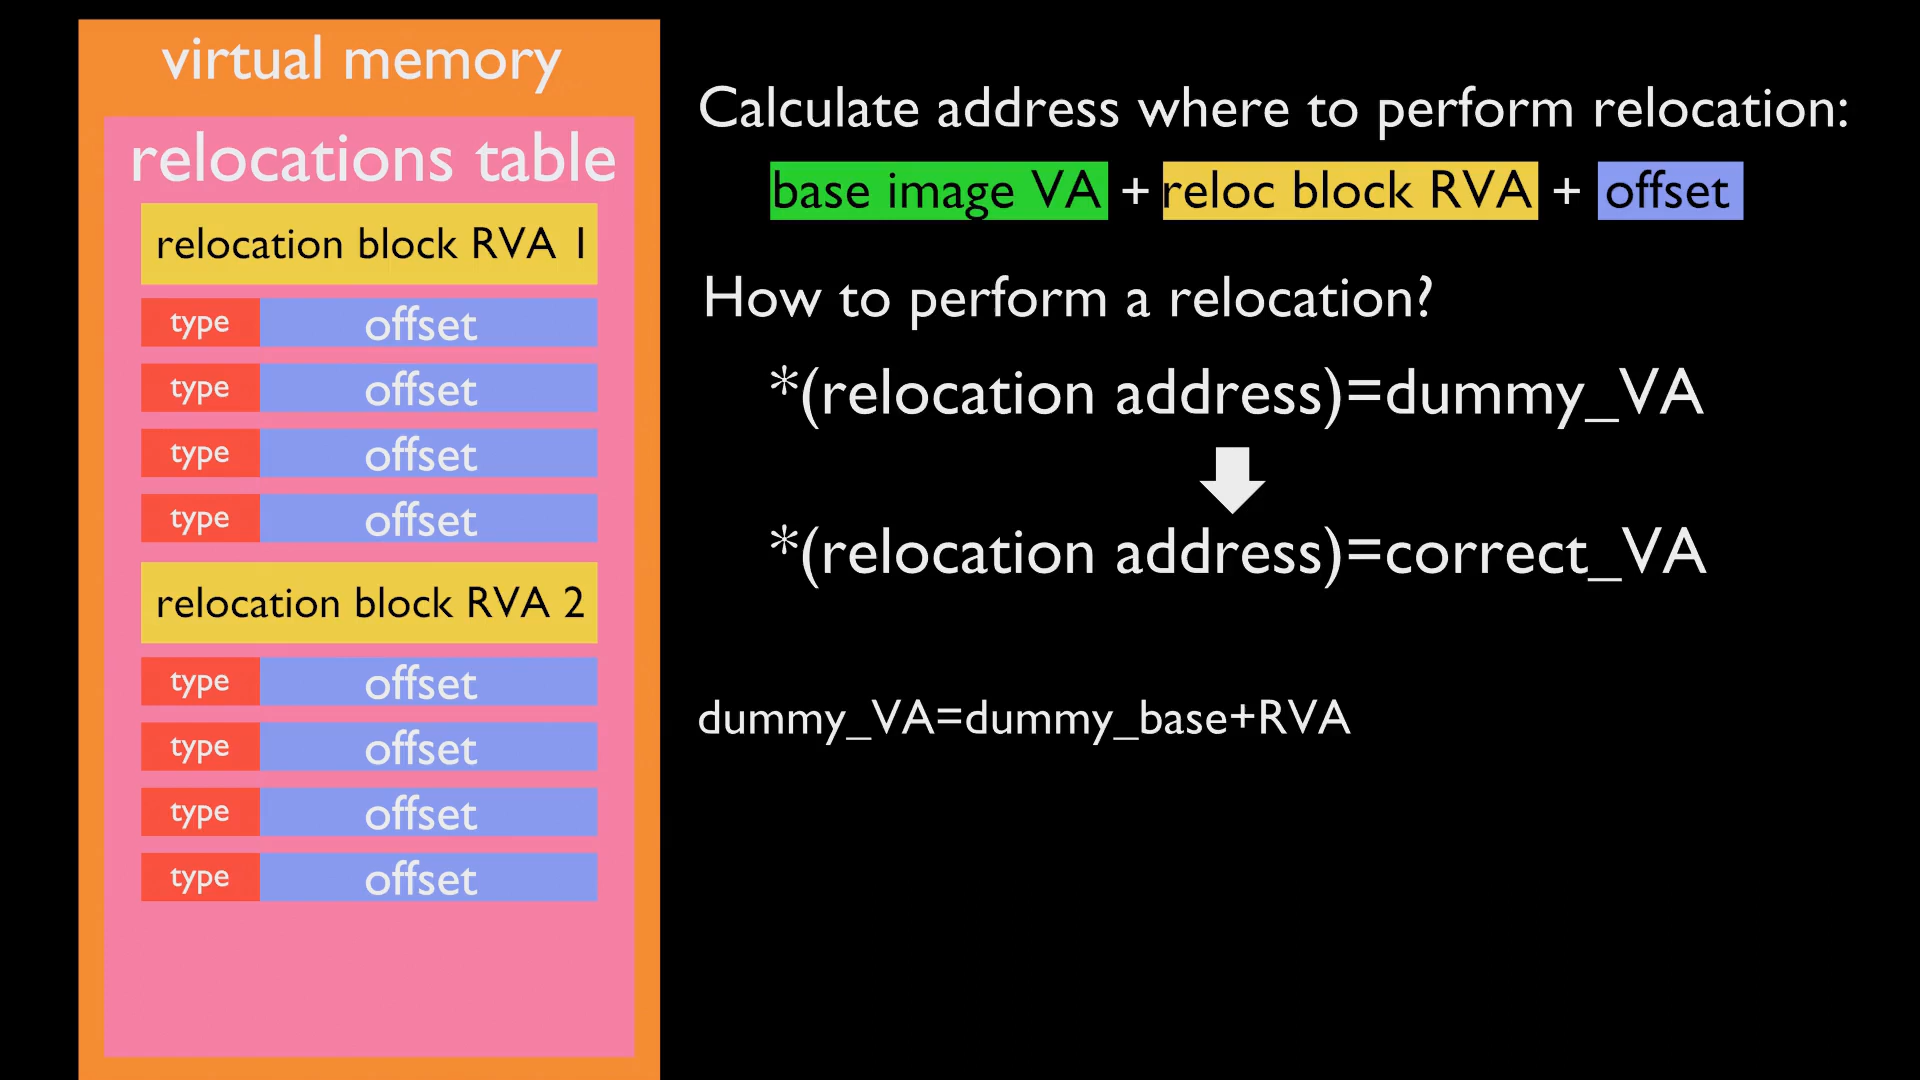 virtual memory
relocations table
relocation block RVA 1
type offset
type offset
type offset
type offset
relocation block RVA 2
type offset
type offset
type offset
type offset
Calculate address where to perform relocation:
base image VA + reloc block RVA + offset
How to perform a relocation?
*(relocation address)=dummy_VA
*(relocation address)=correct_VA
dummy_VA=dummy_base+RVA